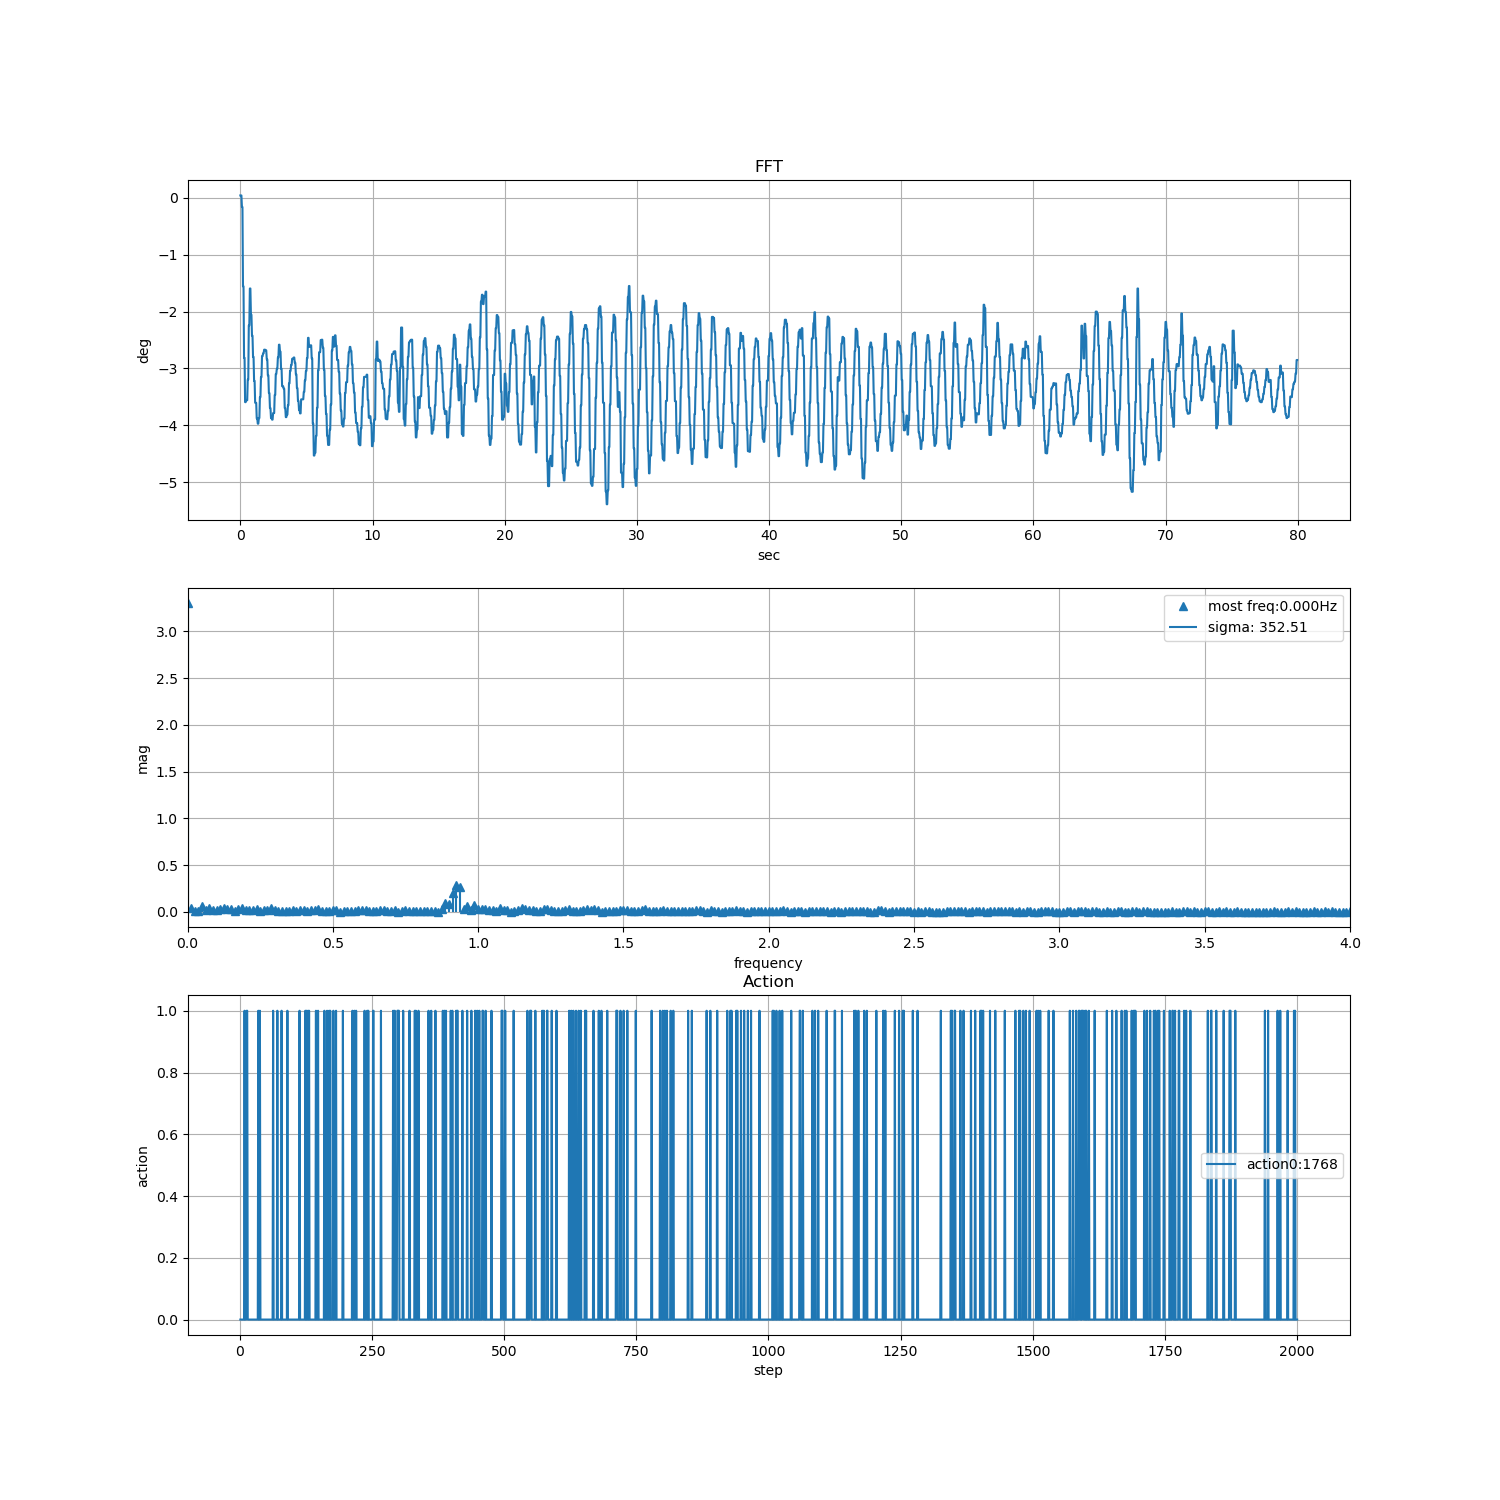 FFT
0
−1
−2
−3
−4
−5
deg
0 10 20 30 40 50 60 70 80
sec
most freq:0.000Hz
sigma: 352.51
3.0
2.5
2.0
1.5
1.0
0.5
0.0
mag
0.0 0.5 1.0 1.5 2.0 2.5 3.0 3.5 4.0
frequency
Action
1.0
0.8
0.6
0.4
0.2
0.0
action
action0:1768
0 250 500 750 1000 1250 1500 1750 2000
step